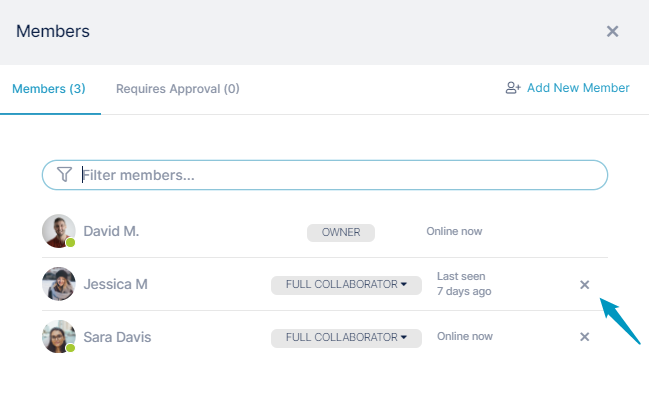 Members
Members (3) Requires Approval (0) Add New Member
Filter members...
David M. OWNER Online now
Jessica M FULL COLLABORATOR Last seen
7 days ago
Sara Davis FULL COLLABORATOR Online now